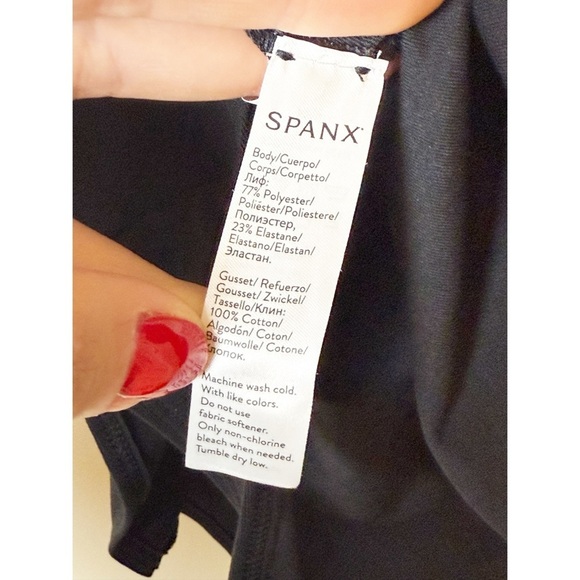 SPANX
Body/Cuerpo/
Corps/Corpetto/
Лиф:
77% Polyester/
Poliéster/Poliestere/
Полиэстер,
23% Elastane/
Elastano/Elastan/
Эластан.
Gusset/ Refuerzo/
Gousset/ Zwickel/
Tassello/Клин:
100% Cotton/
Algodón/ Coton/
Baumwolle/ Cotone/
Хлопок.
Machine wash cold.
With like colors.
Do not use
fabric softener.
Only non-chlorine
bleach when needed.
Tumble dry low.